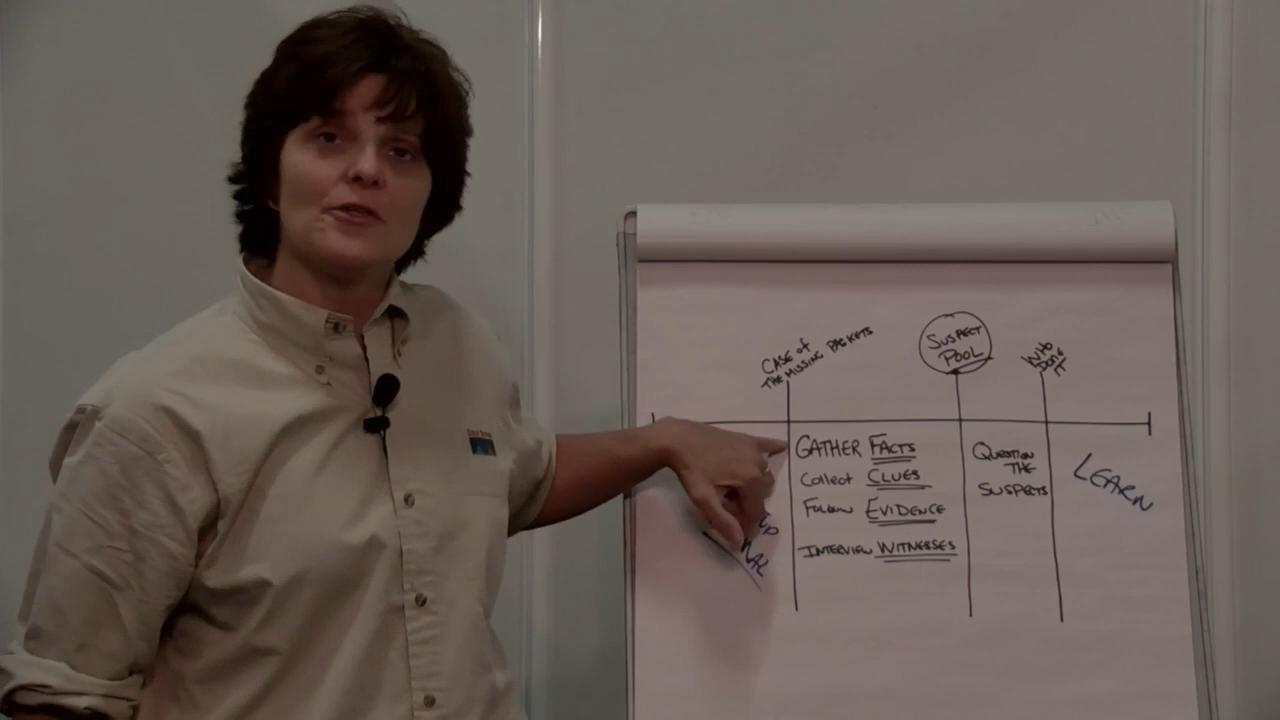 CASE of
THE MISSING PACKETS
SUSPECT
POOL
WHO
DONE
IT
GATHER FACTS
Collect CLUES
Follow EVIDENCE
INTERVIEW WITNESSES
QUESTION
THE
SUSPECTS
LEARN